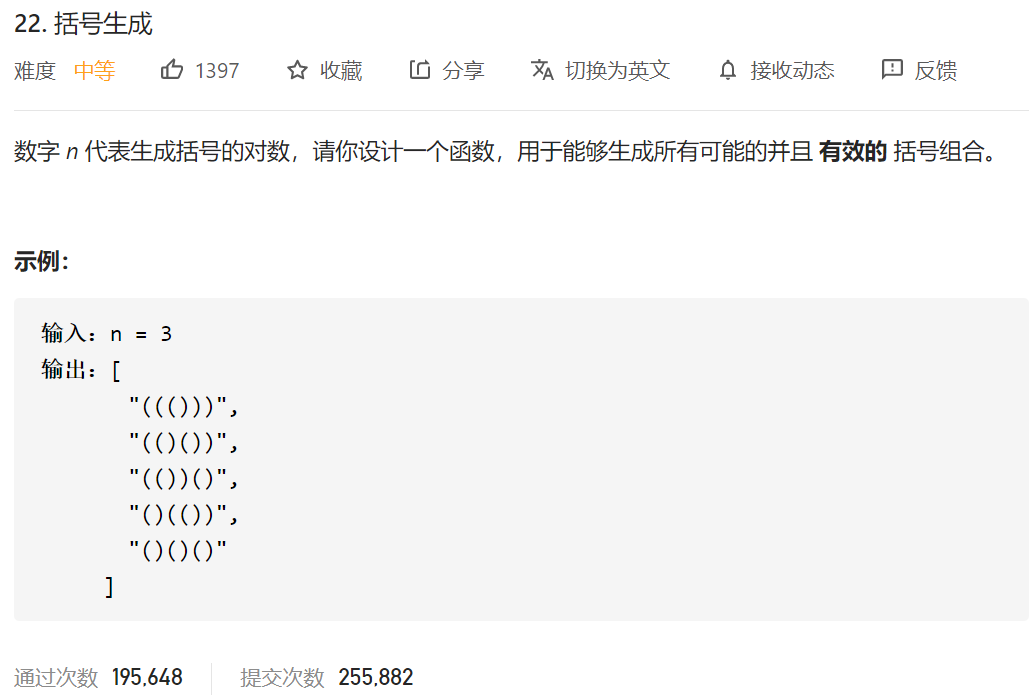 22. 括号生成
难度 中等 1397 收藏 分享 切换为英文 接收动态 反馈
数字 n 代表生成括号的对数，请你设计一个函数，用于能够生成所有可能的并且 有效的 括号组合。
示例：
输入：n = 3
输出：[
"((()))",
"(()())",
"(())()",
"()(())",
"()()()"
]
通过次数 195,648 提交次数 255,882